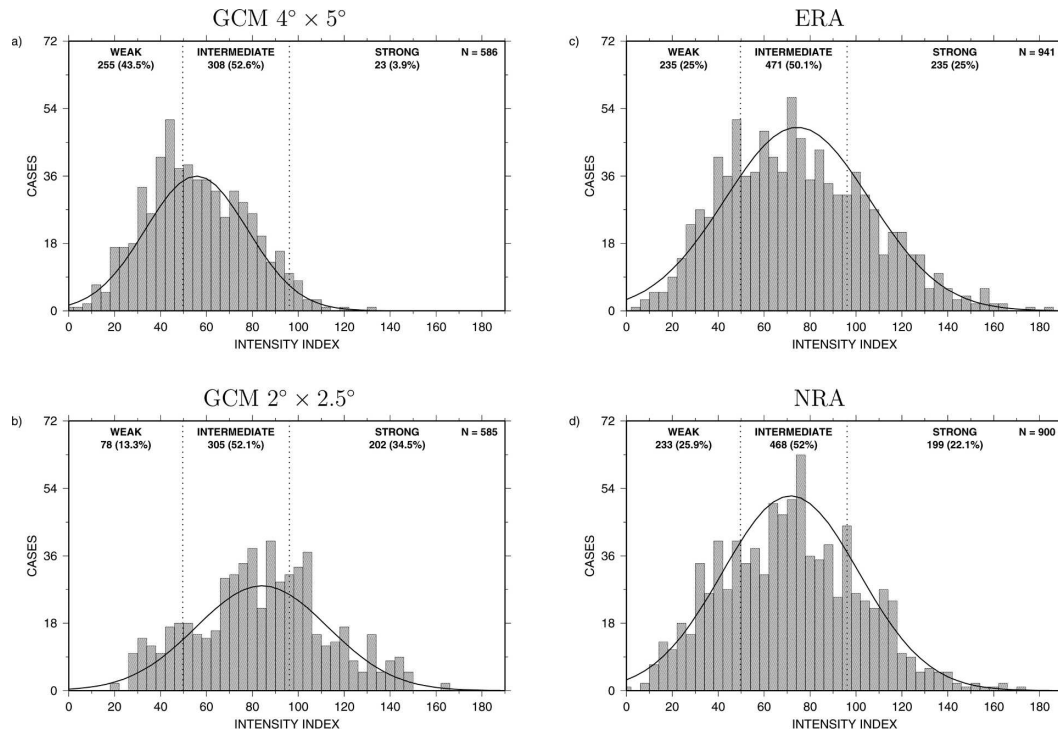 GCM 4° × 5°
a)
WEAK INTERMEDIATE STRONG N = 586
255 (43.5%) 308 (52.6%) 23 (3.9%)
72
54
36
18
0
CASES
0 20 40 60 80 100 120 140 160 180
INTENSITY INDEX
ERA
c)
WEAK INTERMEDIATE STRONG N = 941
235 (25%) 471 (50.1%) 235 (25%)
72
54
36
18
0
CASES
0 20 40 60 80 100 120 140 160 180
INTENSITY INDEX
GCM 2° × 2.5°
b)
WEAK INTERMEDIATE STRONG N = 585
78 (13.3%) 305 (52.1%) 202 (34.5%)
72
54
36
18
0
CASES
0 20 40 60 80 100 120 140 160 180
INTENSITY INDEX
NRA
d)
WEAK INTERMEDIATE STRONG N = 900
233 (25.9%) 468 (52%) 199 (22.1%)
72
54
36
18
0
CASES
0 20 40 60 80 100 120 140 160 180
INTENSITY INDEX